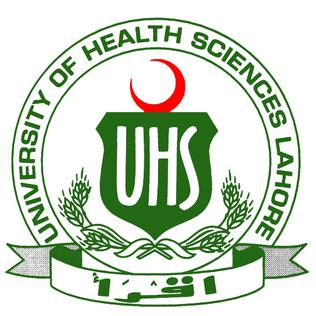 UNIVERSITY OF HEALTH SCIENCES LAHORE
UHS
اقرأ